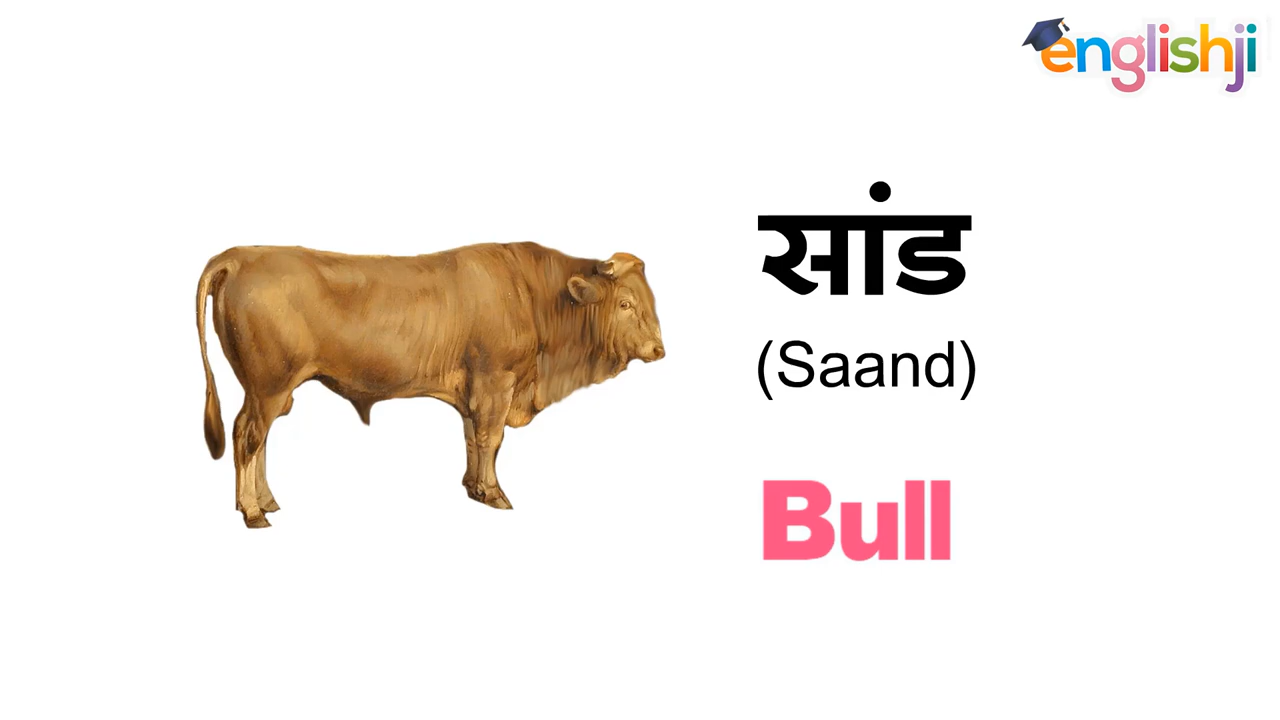 englishji
सांड
(Saand)
Bull